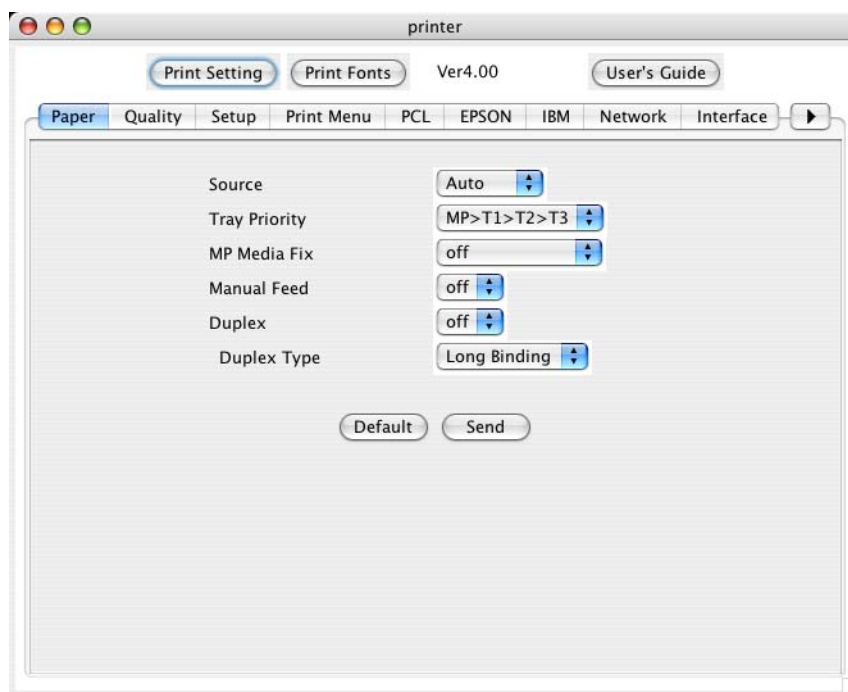 printer
Print Setting Print Fonts Ver4.00 User's Guide
Paper Quality Setup Print Menu PCL EPSON IBM Network Interface
Source Auto
Tray Priority MP>T1>T2>T3
MP Media Fix off
Manual Feed off
Duplex off
Duplex Type Long Binding
Default Send